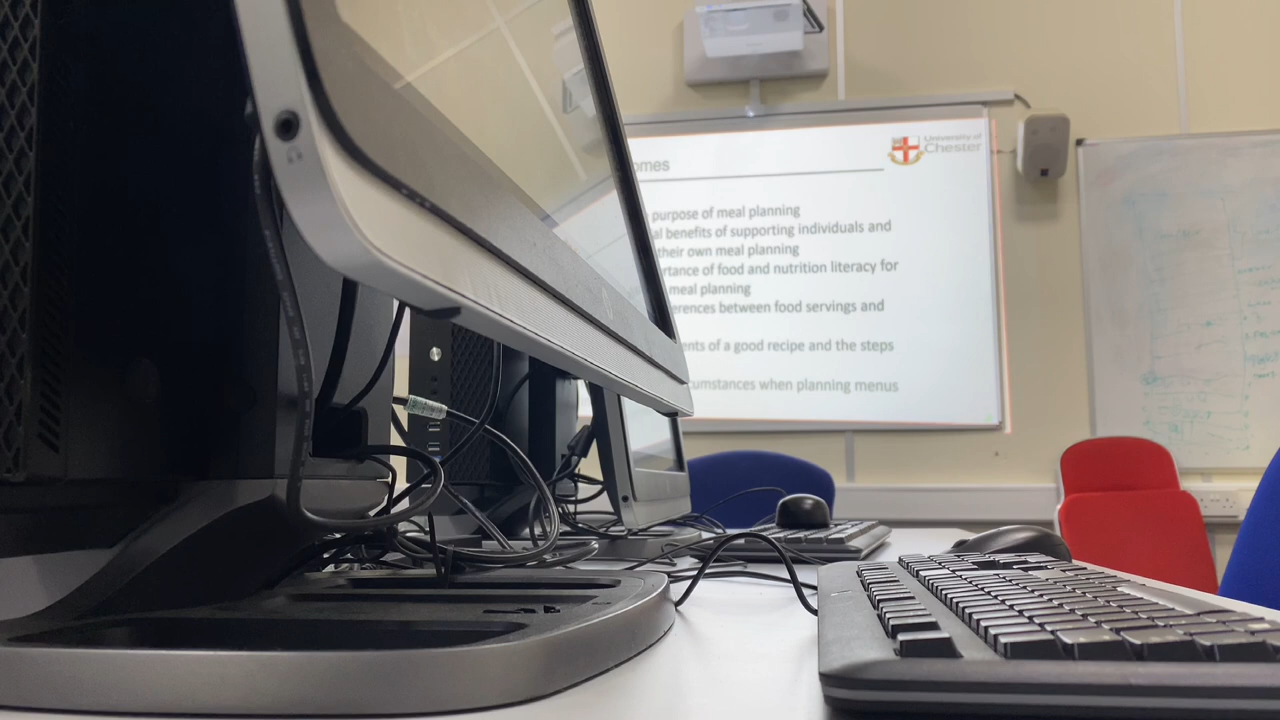 omes
University of
Chester
purpose of meal planning
al benefits of supporting individuals and
their own meal planning
rtance of food and nutrition literacy for
meal planning
erences between food servings and
ents of a good recipe and the steps
cumstances when planning menus